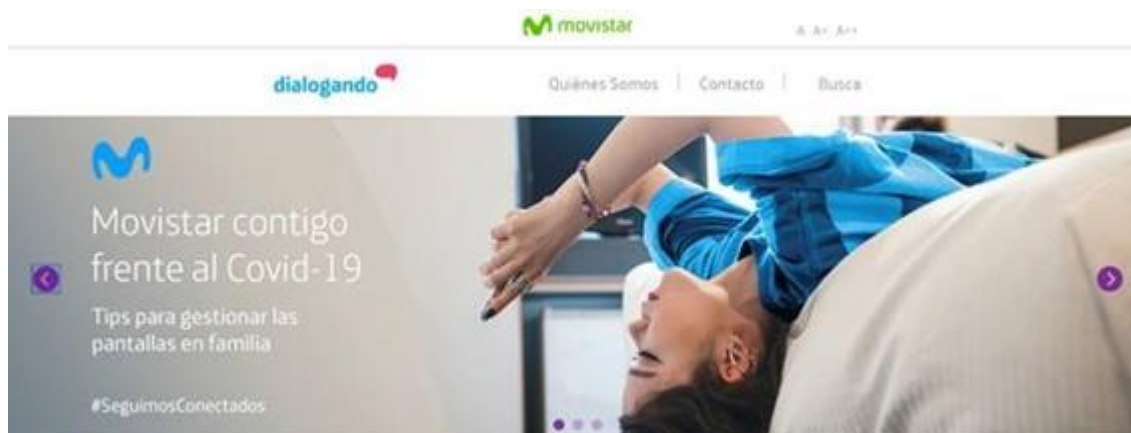 movistar
A A+ A++
dialogando
Quiénes Somos | Contacto | Busca
Movistar contigo
frente al Covid-19
Tips para gestionar las
pantallas en familia
#SeguimosConectados